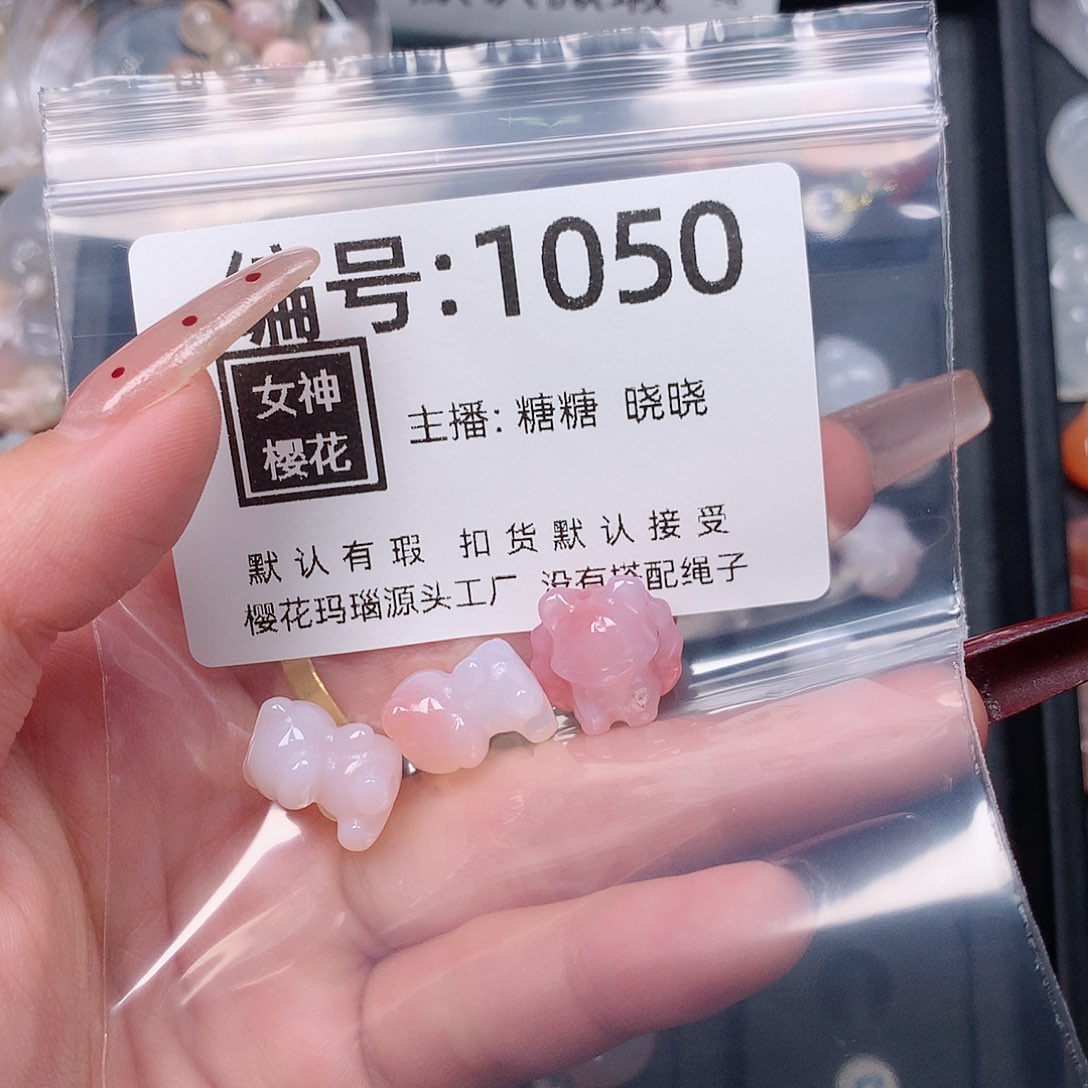 编号:1050
女神
樱花
主播: 糖糖 晓晓
默认有瑕 扣货默认接受
樱花玛瑙源头工厂 没有搭配绳子